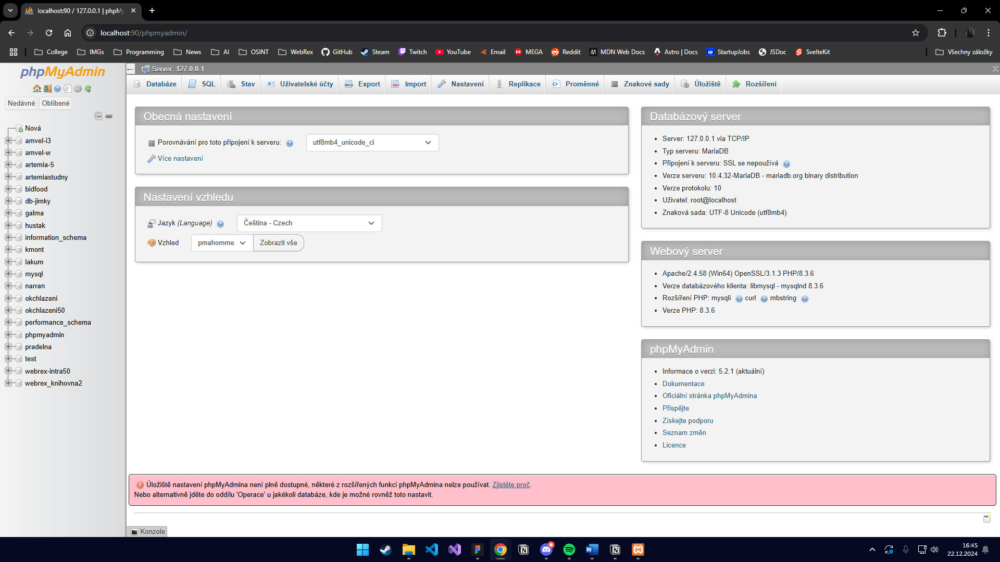 localhost:90 / 127.0.0.1 | phpMy
localhost:90/phpmyadmin/
College
IMGs
Programming
News
AI
OSINT
WebRex
GitHub
Steam
Twitch
YouTube
Email
MEGA
Reddit
MDN Web Docs
Astro | Docs
StartupJobs
JSDoc
SvelteKit
Všechny záložky
phpMyAdmin
Nedávné
Oblíbené
Nová
amvel-i3
amvel-w
artemia-5
artemiastudny
bidfood
db-jimky
galma
hustak
information_schema
kmont
lakum
mysql
narran
okchlazeni
okchlazeni50
performance_schema
phpmyadmin
pradelna
test
webrex-intra50
webrex_knihovna2
Server: 127.0.0.1
Databáze
SQL
Stav
Uživatelské účty
Export
Import
Nastavení
Replikace
Proměnné
Znakové sady
Úložiště
Rozšíření
Obecná nastavení
Porovnávání pro toto připojení k serveru:
utf8mb4_unicode_ci
Více nastavení
Nastavení vzhledu
Jazyk (Language)
Čeština - Czech
Vzhled
pmahomme
Zobrazit vše
Databázový server
Server: 127.0.0.1 via TCP/IP
Typ serveru: MariaDB
Připojení k serveru: SSL se nepoužívá
Verze serveru: 10.4.32-MariaDB - mariadb.org binary distribution
Verze protokolu: 10
Uživatel: root@localhost
Znaková sada: UTF-8 Unicode (utf8mb4)
Webový server
Apache/2.4.58 (Win64) OpenSSL/3.1.3 PHP/8.3.6
Verze databázového klienta: libmysql - mysqlnd 8.3.6
Rozšíření PHP: mysqli curl mbstring
Verze PHP: 8.3.6
phpMyAdmin
Informace o verzi: 5.2.1 (aktuální)
Dokumentace
Oficiální stránka phpMyAdmina
Přispějte
Získejte podporu
Seznam změn
Licence
Úložiště nastavení phpMyAdmina není plně dostupné, některé z rozšířených funkcí phpMyAdmina nelze používat. Zjistěte proč.
Nebo alternativně jděte do oddílu 'Operace' u jakékoli databáze, kde je možné rovněž toto nastavit.
Konzole
16:45
22.12.2024